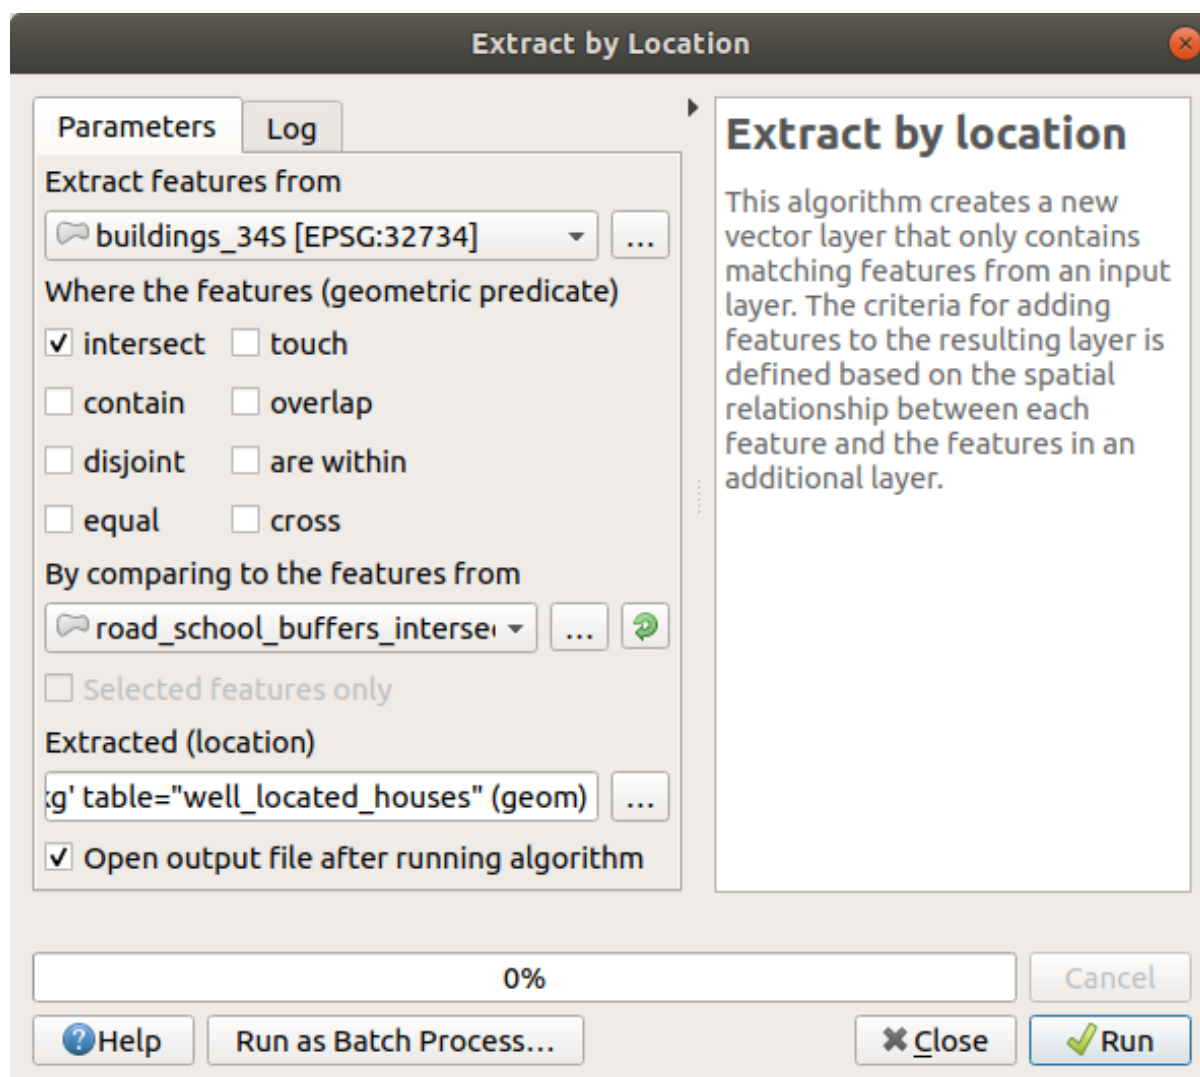 Extract by Location
Parameters
Log
Extract features from
buildings_34S [EPSG:32734]
...
Where the features (geometric predicate)
intersect
touch
contain
overlap
disjoint
are within
equal
cross
By comparing to the features from
road_school_buffers_interse
...
Selected features only
Extracted (location)
g' table="well_located_houses" (geom)
...
Open output file after running algorithm
Extract by location
This algorithm creates a new
vector layer that only contains
matching features from an input
layer. The criteria for adding
features to the resulting layer is
defined based on the spatial
relationship between each
feature and the features in an
additional layer.
0%
Cancel
Help
Run as Batch Process...
Close
Run